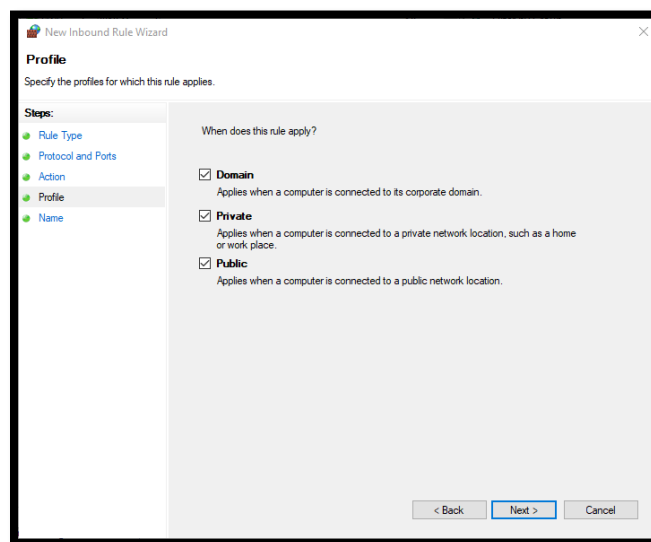 New Inbound Rule Wizard
Profile
Specify the profiles for which this rule applies.
Steps:
Rule Type
Protocol and Ports
Action
Profile
Name
When does this rule apply?
Domain
Applies when a computer is connected to its corporate domain.
Private
Applies when a computer is connected to a private network location, such as a home
or work place.
Public
Applies when a computer is connected to a public network location.
< Back
Next >
Cancel